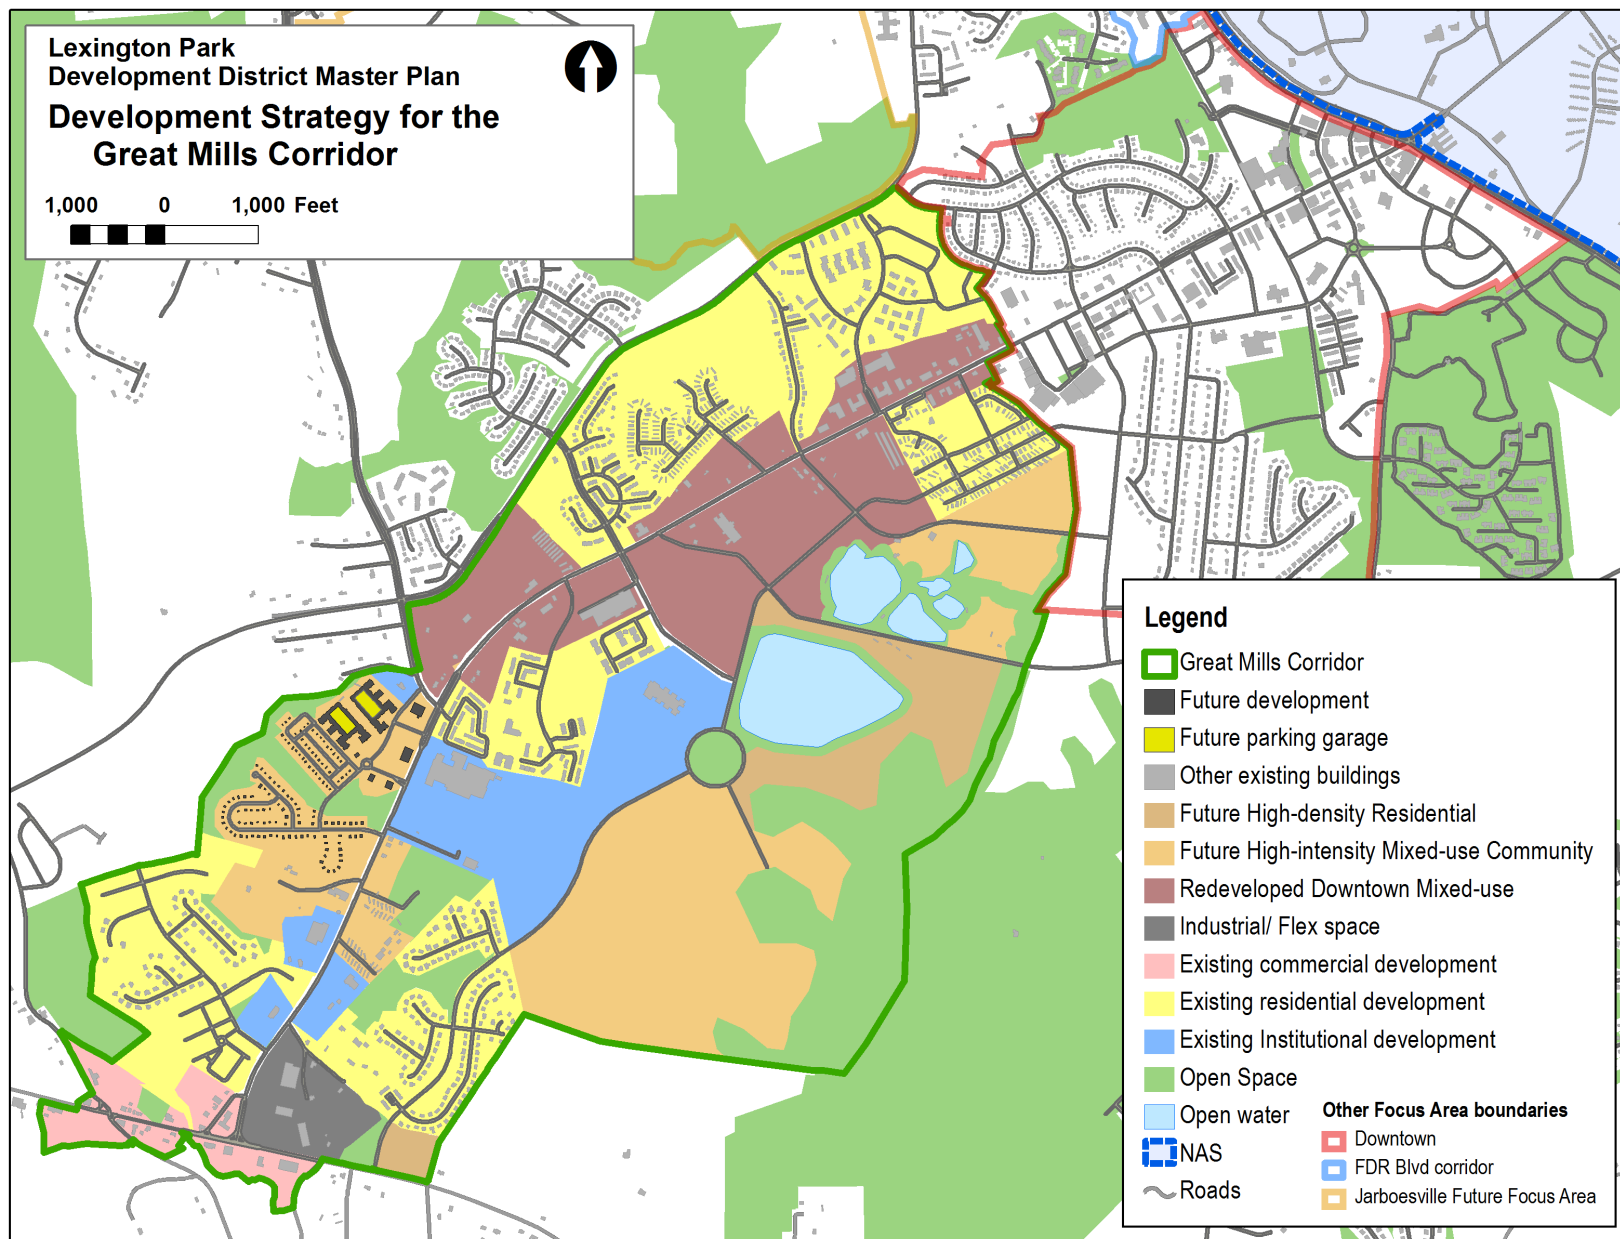 Lexington Park
Development District Master Plan
Development Strategy for the
Great Mills Corridor
1,000 0 1,000 Feet
Legend
Great Mills Corridor
Future development
Future parking garage
Other existing buildings
Future High-density Residential
Future High-intensity Mixed-use Community
Redeveloped Downtown Mixed-use
Industrial/ Flex space
Existing commercial development
Existing residential development
Existing Institutional development
Open Space
Open water
NAS
Roads
Other Focus Area boundaries
Downtown
FDR Blvd corridor
Jarboesville Future Focus Area